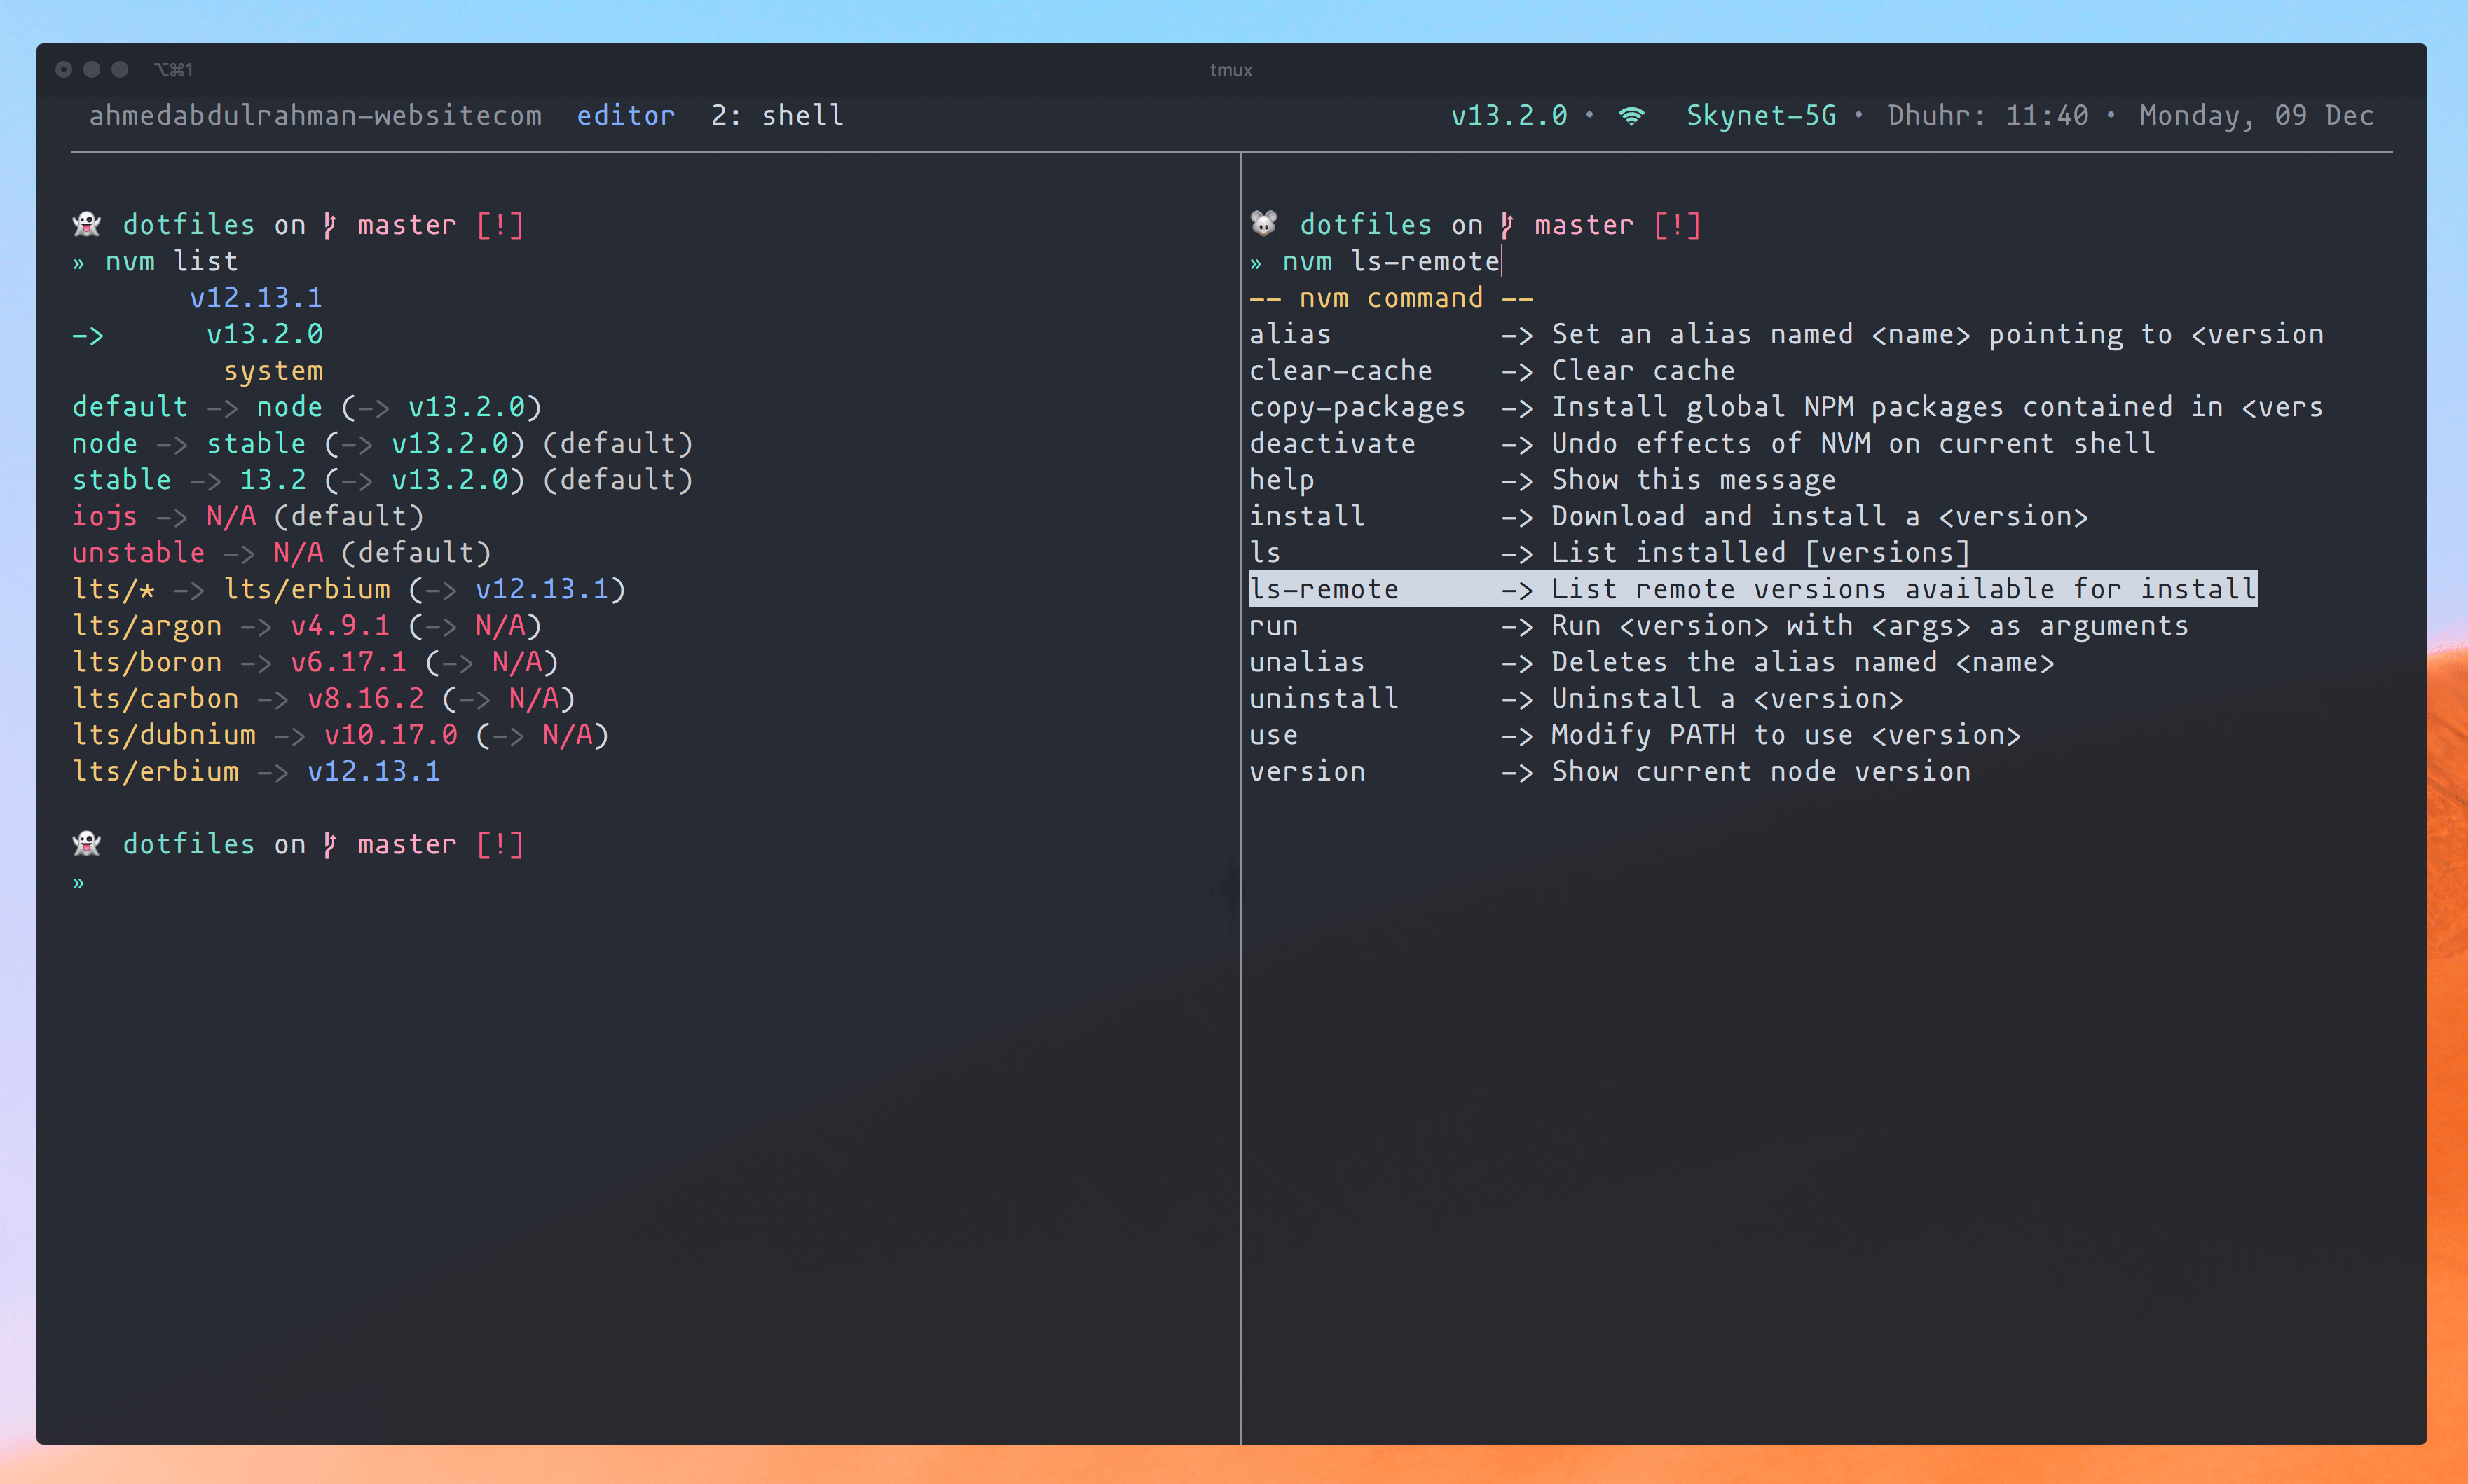 ⌥⌘1
tmux
ahmedabdulrahman-websitecom editor 2: shell
v13.2.0 • Skynet-5G • Dhuhr: 11:40 • Monday, 09 Dec
👻 dotfiles on master [!]
» nvm list
v12.13.1
-> v13.2.0
system
default -> node (-> v13.2.0)
node -> stable (-> v13.2.0) (default)
stable -> 13.2 (-> v13.2.0) (default)
iojs -> N/A (default)
unstable -> N/A (default)
lts/* -> lts/erbium (-> v12.13.1)
lts/argon -> v4.9.1 (-> N/A)
lts/boron -> v6.17.1 (-> N/A)
lts/carbon -> v8.16.2 (-> N/A)
lts/dubnium -> v10.17.0 (-> N/A)
lts/erbium -> v12.13.1
👻 dotfiles on master [!]
»
🐭 dotfiles on master [!]
» nvm ls-remote
-- nvm command --
alias -> Set an alias named <name> pointing to <version
clear-cache -> Clear cache
copy-packages -> Install global NPM packages contained in <vers
deactivate -> Undo effects of NVM on current shell
help -> Show this message
install -> Download and install a <version>
ls -> List installed [versions]
ls-remote -> List remote versions available for install
run -> Run <version> with <args> as arguments
unalias -> Deletes the alias named <name>
uninstall -> Uninstall a <version>
use -> Modify PATH to use <version>
version -> Show current node version